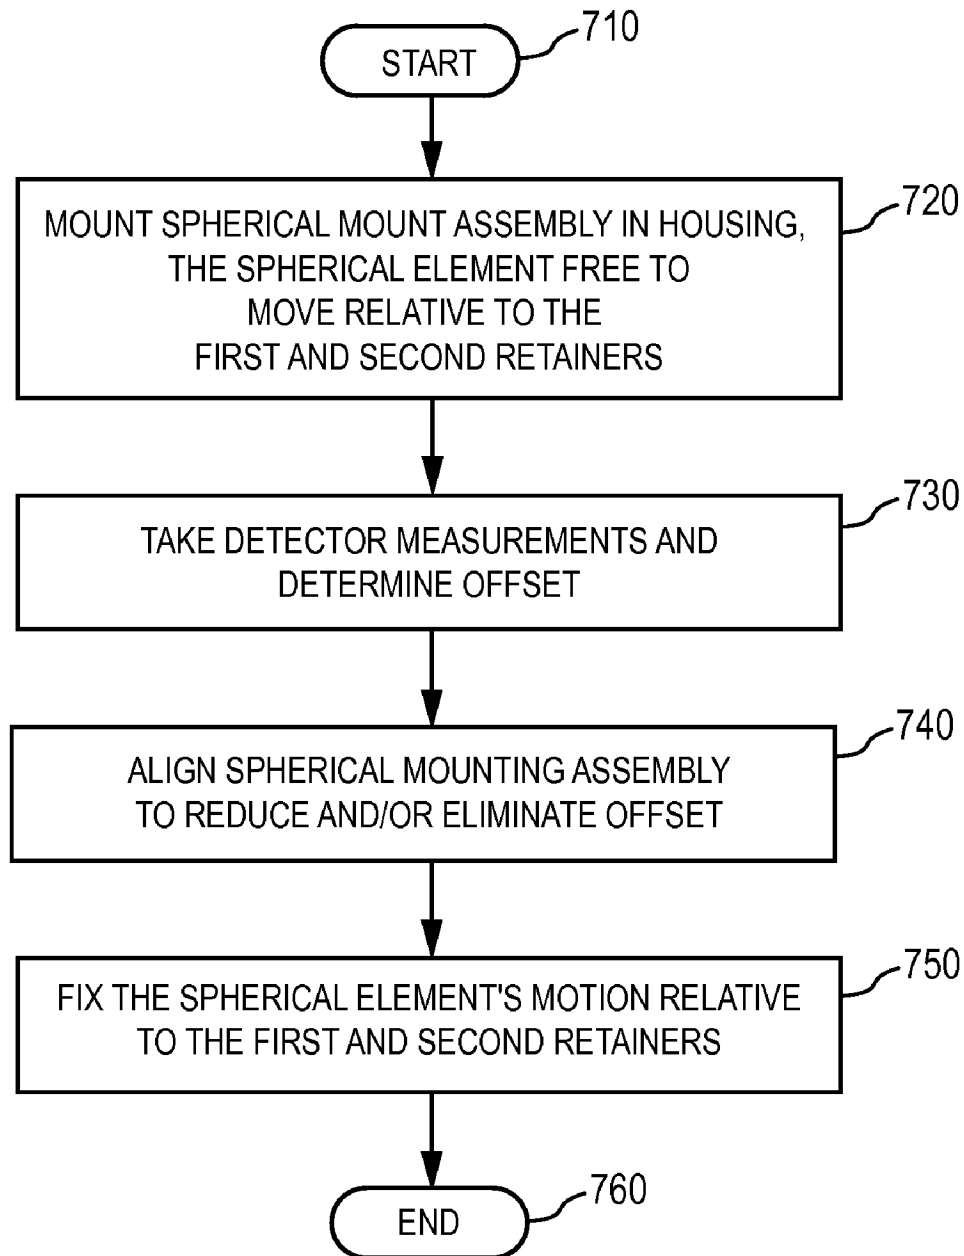 710
START
720
MOUNT SPHERICAL MOUNT ASSEMBLY IN HOUSING,
THE SPHERICAL ELEMENT FREE TO
MOVE RELATIVE TO THE
FIRST AND SECOND RETAINERS
730
TAKE DETECTOR MEASUREMENTS AND
DETERMINE OFFSET
740
ALIGN SPHERICAL MOUNTING ASSEMBLY
TO REDUCE AND/OR ELIMINATE OFFSET
750
FIX THE SPHERICAL ELEMENT'S MOTION RELATIVE
TO THE FIRST AND SECOND RETAINERS
760
END